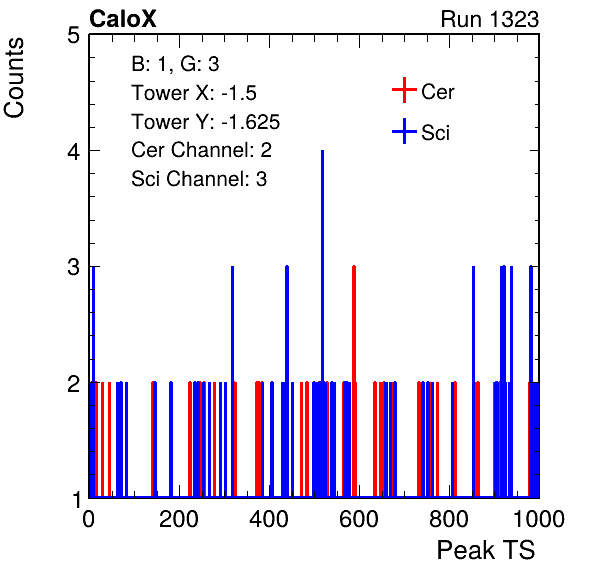 CaloX Run 1323
Counts
5
B: 1, G: 3
Tower X: -1.5
Tower Y: -1.625
Cer Channel: 2
Sci Channel: 3
Cer
Sci
4
3
2
1
0 200 400 600 800 1000
Peak TS